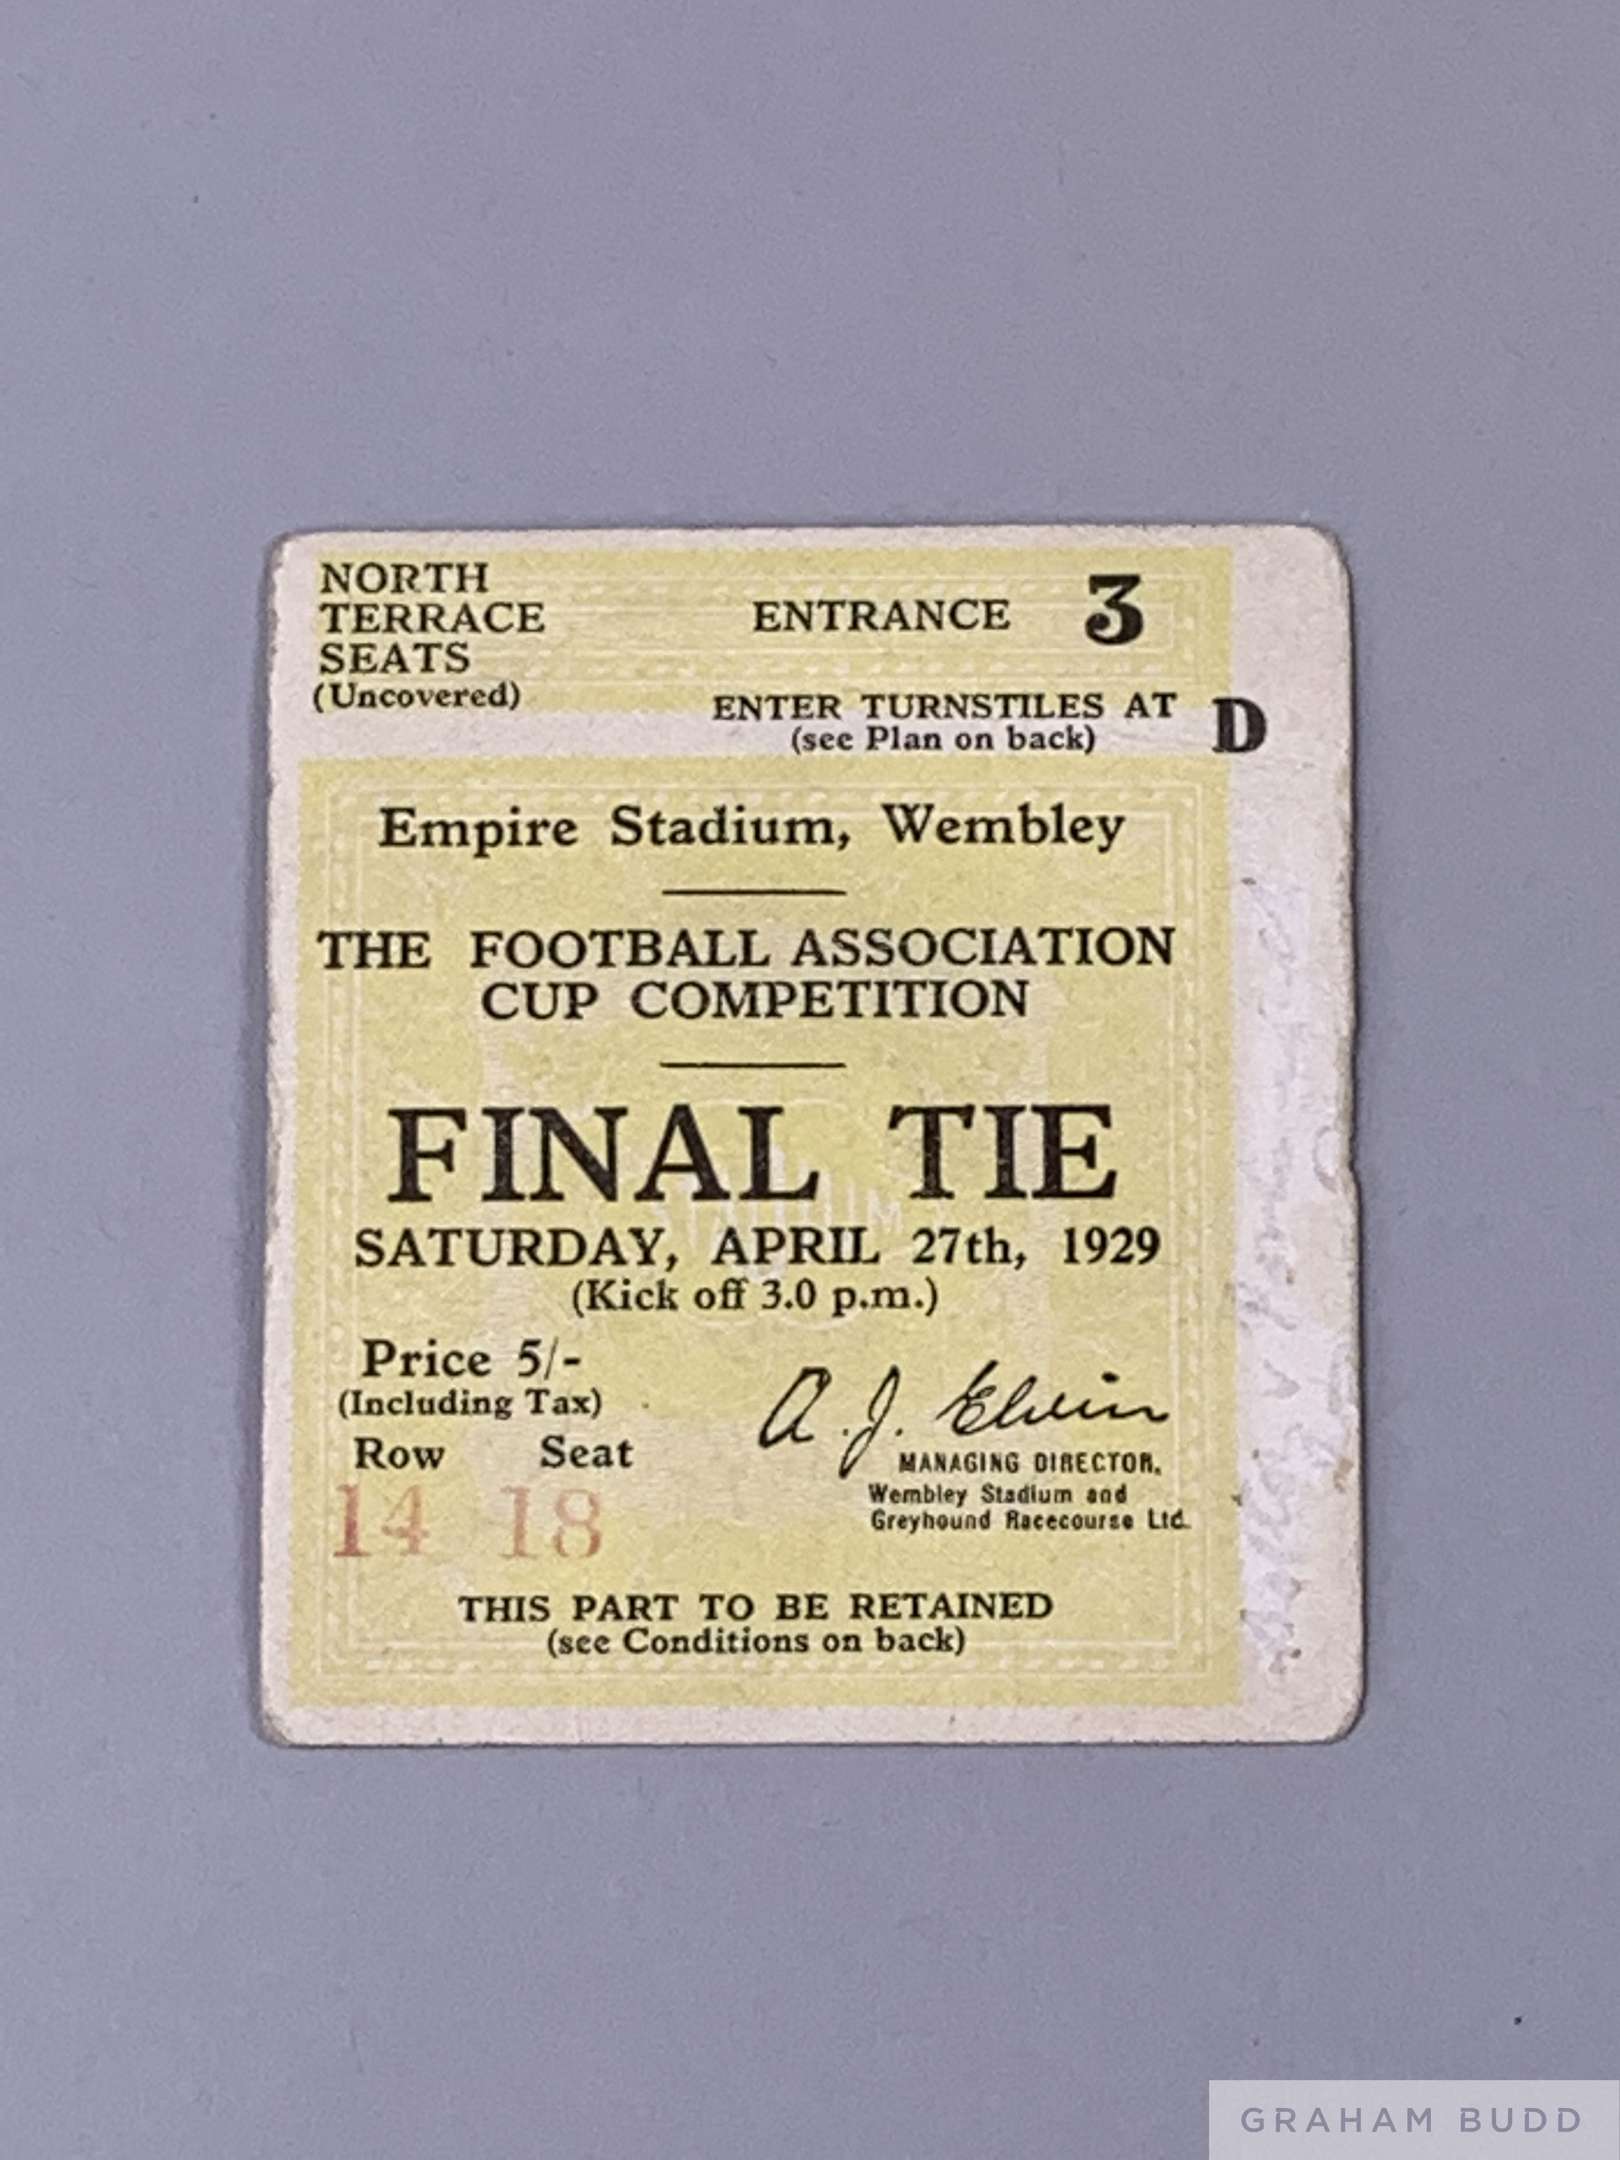 NORTH
TERRACE
SEATS
(Uncovered)
ENTRANCE 3
ENTER TURNSTILES AT D
(see Plan on back)
Empire Stadium, Wembley
THE FOOTBALL ASSOCIATION
CUP COMPETITION
FINAL TIE
SATURDAY, APRIL 27th, 1929
(Kick off 3.0 p.m.)
Price 5/-
(Including Tax)
Row Seat
14 18
A. J. Elvin
MANAGING DIRECTOR,
Wembley Stadium and
Greyhound Racecourse Ltd.
THIS PART TO BE RETAINED
(see Conditions on back)
GRAHAM BUDD